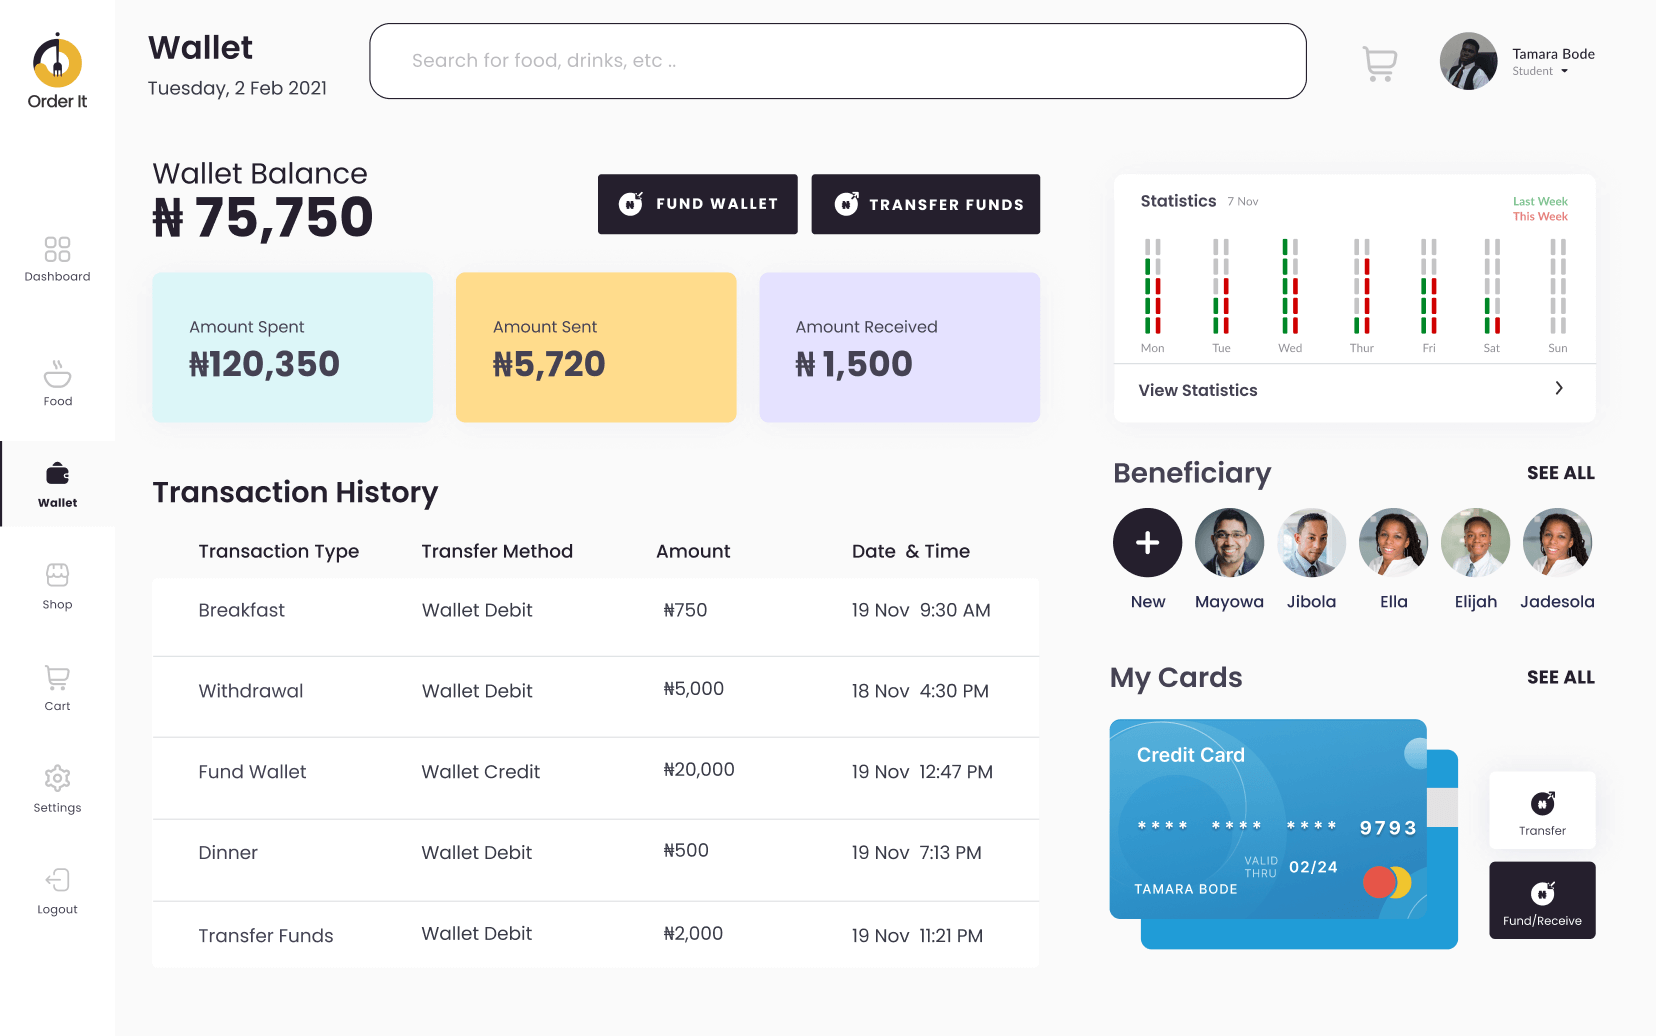 Order It
Wallet
Tuesday, 2 Feb 2021
Search for food, drinks, etc ..
Tamara Bode
Student
Dashboard
Food
Wallet
Shop
Cart
Settings
Logout
Wallet Balance
₦ 75,750
FUND WALLET
TRANSFER FUNDS
Amount Spent
₦120,350
Amount Sent
₦5,720
Amount Received
₦ 1,500
Transaction History
Transaction Type Transfer Method Amount Date & Time
Breakfast Wallet Debit ₦750 19 Nov 9:30 AM
Withdrawal Wallet Debit ₦5,000 18 Nov 4:30 PM
Fund Wallet Wallet Credit ₦20,000 19 Nov 12:47 PM
Dinner Wallet Debit ₦500 19 Nov 7:13 PM
Transfer Funds Wallet Debit ₦2,000 19 Nov 11:21 PM
Statistics 7 Nov
Last Week
This Week
Mon Tue Wed Thur Fri Sat Sun
View Statistics
Beneficiary SEE ALL
New Mayowa Jibola Ella Elijah Jadesola
My Cards SEE ALL
Credit Card
**** **** **** 9793
VALID
THRU 02/24
TAMARA BODE
Transfer
Fund/Receive